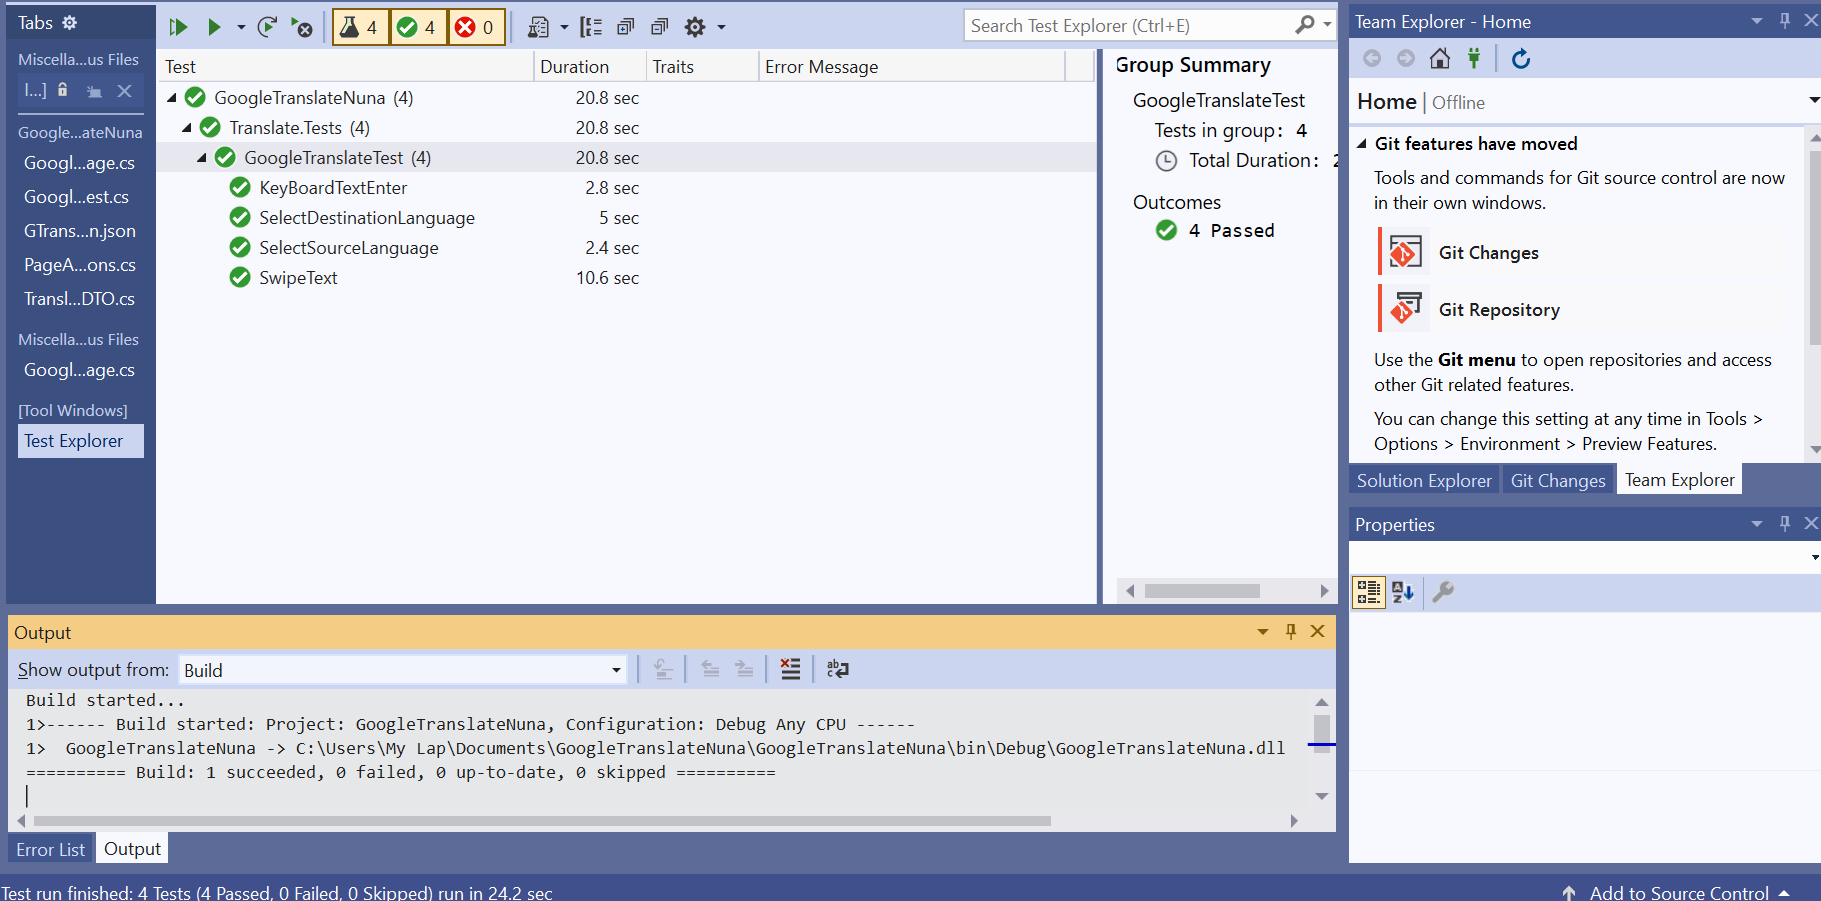 Tabs
Miscella...us Files
I...]
Google...ateNuna
Googl...age.cs
Googl...est.cs
GTrans...n.json
PageA...ons.cs
Transl...DTO.cs
Miscella...us Files
Googl...age.cs
[Tool Windows]
Test Explorer
4 4 0
Search Test Explorer (Ctrl+E)
Test Duration Traits Error Message
GoogleTranslateNuna (4) 20.8 sec
Translate.Tests (4) 20.8 sec
GoogleTranslateTest (4) 20.8 sec
KeyBoardTextEnter 2.8 sec
SelectDestinationLanguage 5 sec
SelectSourceLanguage 2.4 sec
SwipeText 10.6 sec
Group Summary
GoogleTranslateTest
Tests in group: 4
Total Duration: 2
Outcomes
4 Passed
Team Explorer - Home
Home | Offline
Git features have moved
Tools and commands for Git source control are now
in their own windows.
Git Changes
Git Repository
Use the Git menu to open repositories and access
other Git related features.
You can change this setting at any time in Tools >
Options > Environment > Preview Features.
Solution Explorer Git Changes Team Explorer
Properties
Output
Show output from: Build
Build started...
1>------ Build started: Project: GoogleTranslateNuna, Configuration: Debug Any CPU ------
1>  GoogleTranslateNuna -> C:\Users\My Lap\Documents\GoogleTranslateNuna\GoogleTranslateNuna\bin\Debug\GoogleTranslateNuna.dll
========== Build: 1 succeeded, 0 failed, 0 up-to-date, 0 skipped ==========
Error List Output
Test run finished: 4 Tests (4 Passed, 0 Failed, 0 Skipped) run in 24.2 sec
Add to Source Control